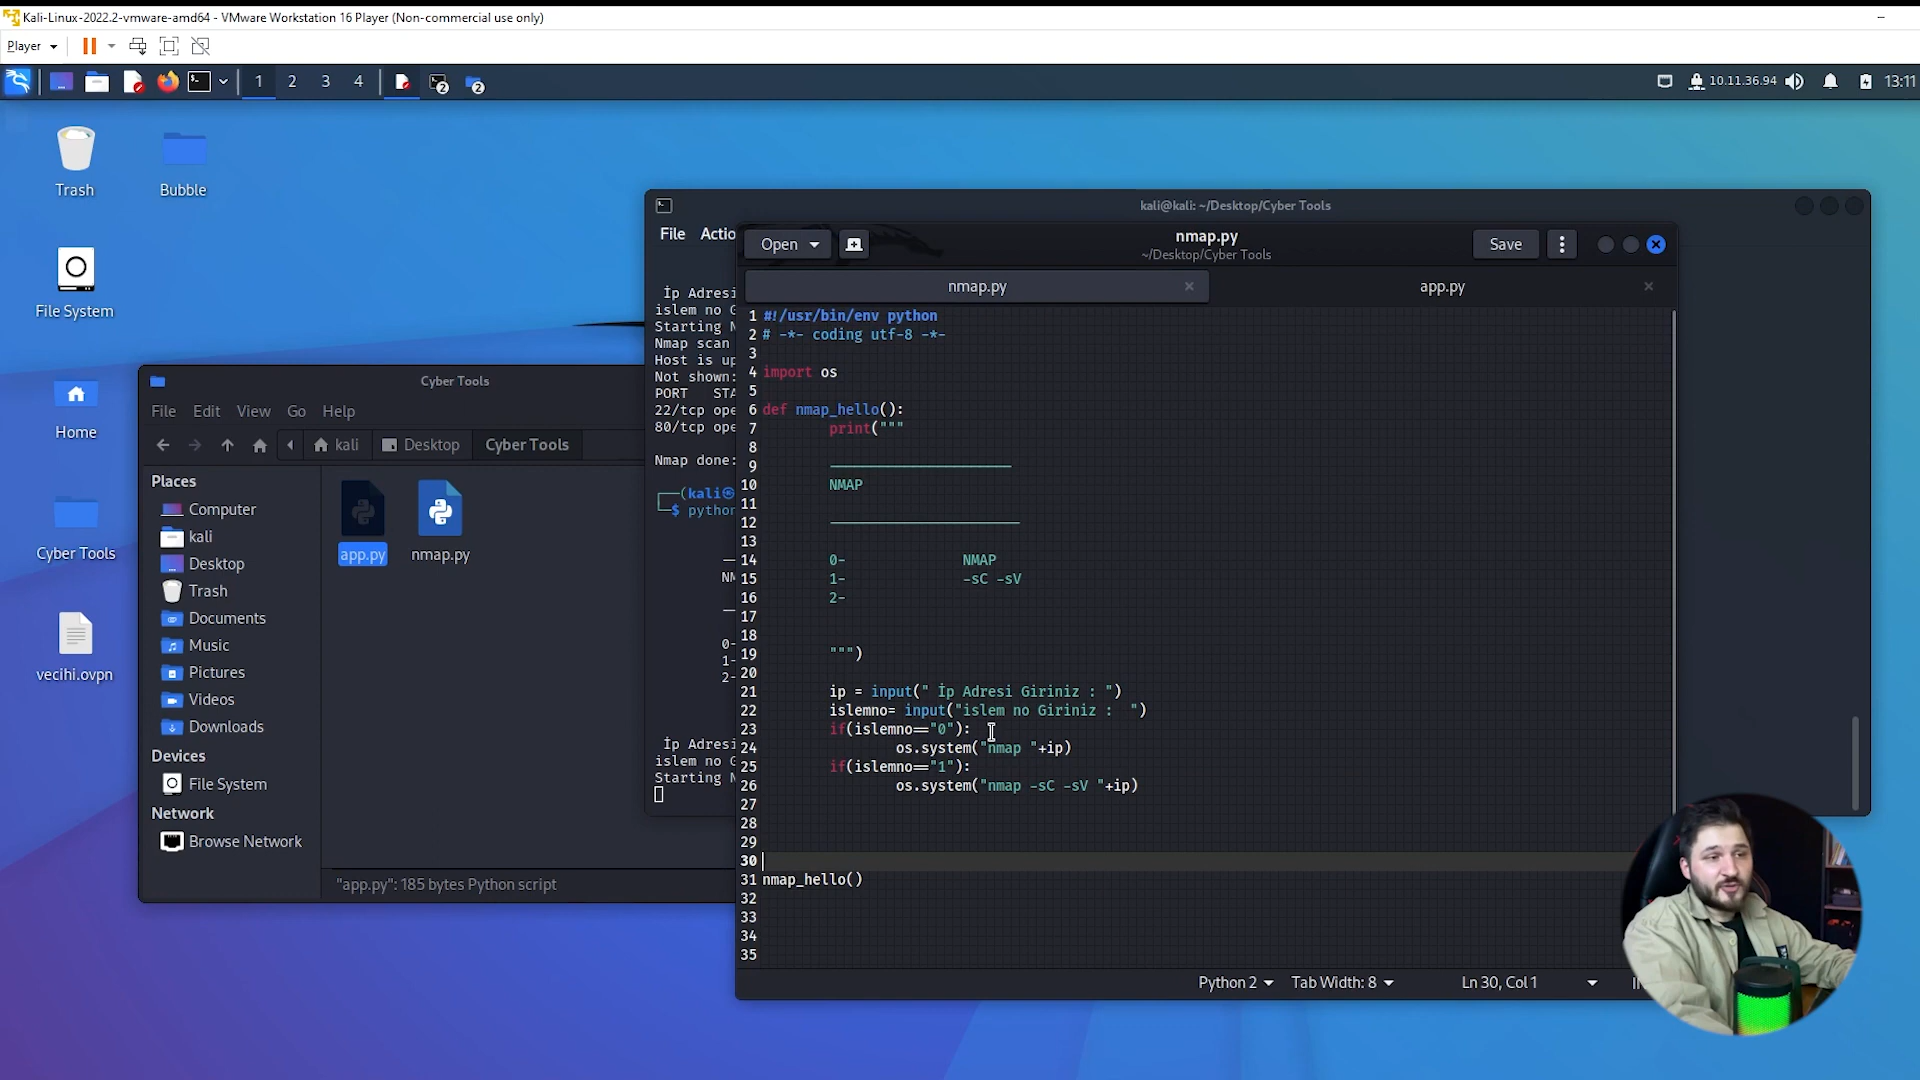 Kali-Linux-2022.2-vmware-amd64 - VMware Workstation 16 Player (Non-commercial use only)
Player
1 2 3 4
2
2
10.11.36.94
13:11
Trash
Bubble
File System
Home
Cyber Tools
vecihi.ovpn
Cyber Tools
File Edit View Go Help
kali Desktop Cyber Tools
Places
Computer
kali
Desktop
Trash
Documents
Music
Pictures
Videos
Downloads
Devices
File System
Network
Browse Network
app.py
nmap.py
"app.py": 185 bytes Python script
kali@kali: ~/Desktop/Cyber Tools
File Actio
İp Adresi
islem no G
Starting N
Nmap scan
Host is up
Not shown:
PORT STA
22/tcp ope
80/tcp ope
Nmap done:
(kali
$ python
NM
0-
1-
2-
İp Adresi
islem no G
Starting N
Open
nmap.py
~/Desktop/Cyber Tools
Save
nmap.py
app.py
1 #!/usr/bin/env python
2 # -*- coding utf-8 -*-
3
4 import os
5
6 def nmap_hello():
7 print("""
8
9 ______________________
10 NMAP
11
12 _______________________
13
14 0- NMAP
15 1- -sC -sV
16 2-
17
18
19 """)
20
21 ip = input(" İp Adresi Giriniz : ")
22 islemno= input("islem no Giriniz :  ")
23 if(islemno=="0"):
24 os.system("nmap "+ip)
25 if(islemno=="1"):
26 os.system("nmap -sC -sV "+ip)
27
28
29
30
31 nmap_hello()
32
33
34
35
Python 2
Tab Width: 8
Ln 30, Col 1